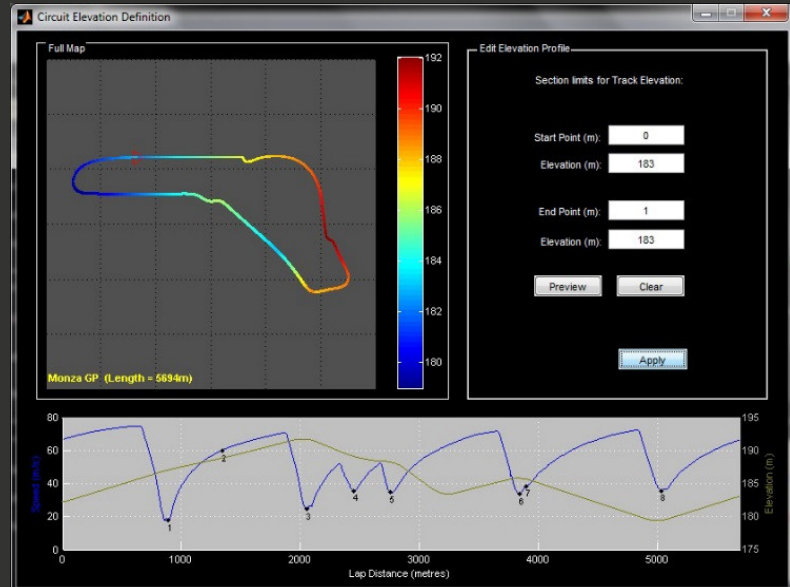 Circuit Elevation Definition
Full Map
192
190
188
186
184
182
180
Monza GP (Length = 5694m)
Edit Elevation Profile
Section limits for Track Elevation:
Start Point (m): 0
Elevation (m): 183
End Point (m): 1
Elevation (m): 183
Preview Clear
Apply
80 195
60 190
40 185
20 180
0 175
Speed (m/s)
Elevation (m)
1 2 3 4 5 6 7 8
0 1000 2000 3000 4000 5000
Lap Distance (metres)